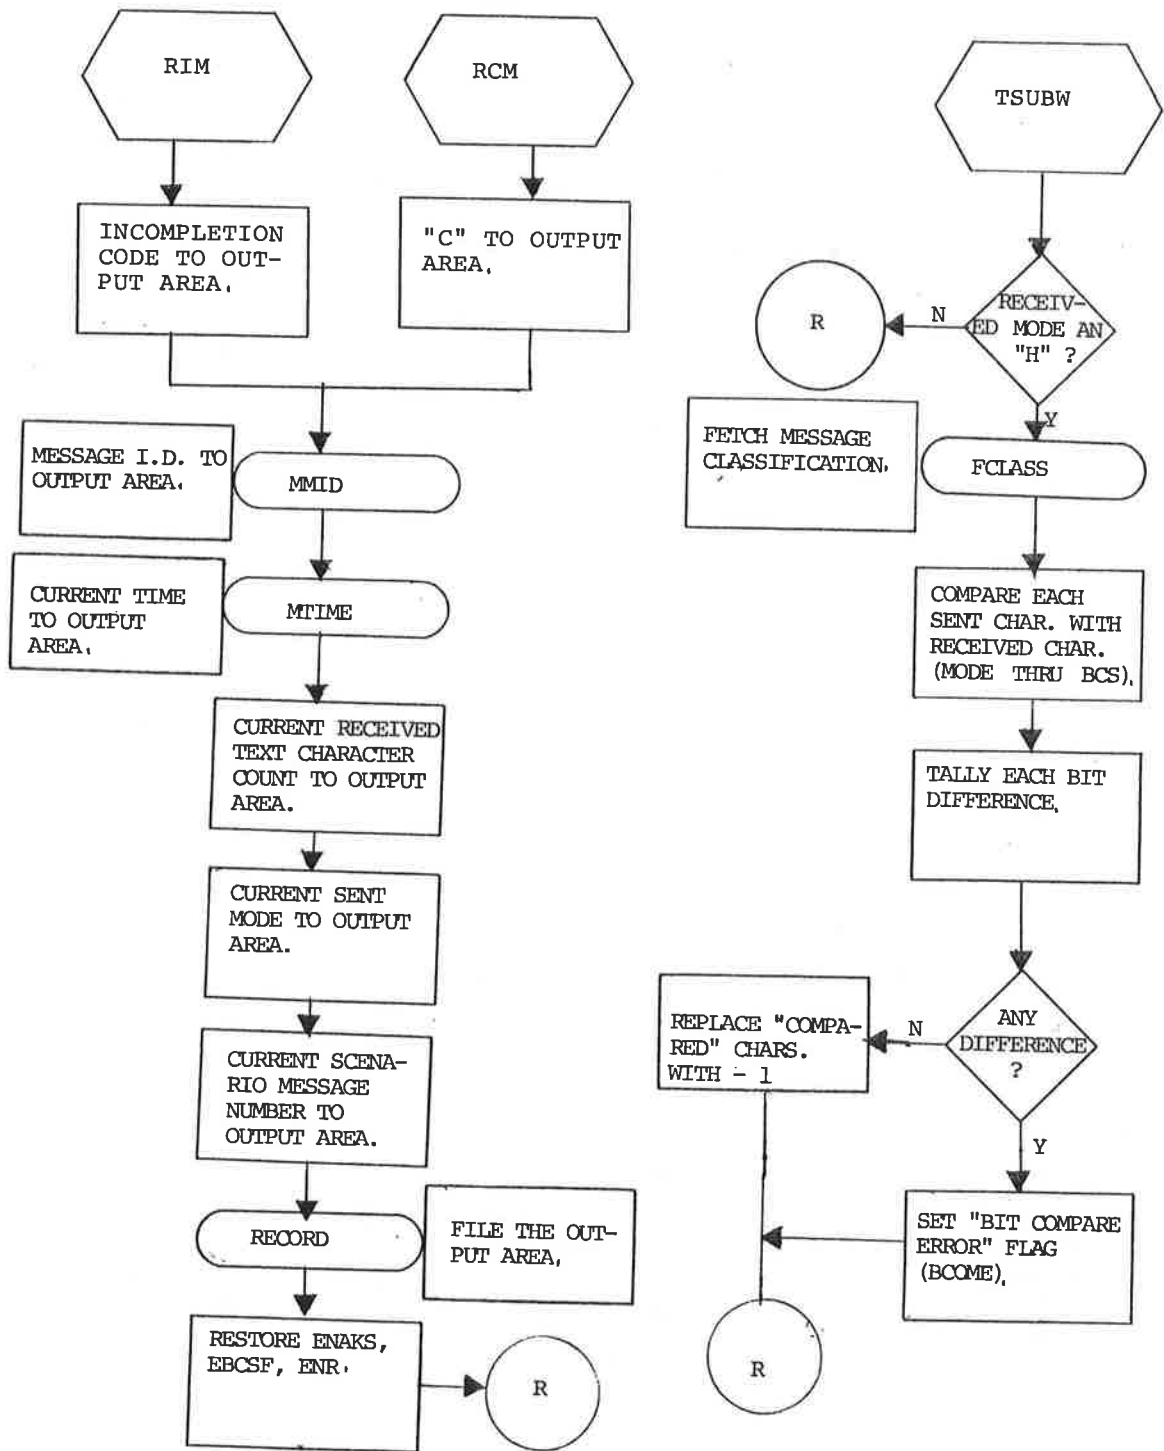 RIM
RCM
INCOMPLETION
CODE TO OUT-
PUT AREA.
"C" TO OUTPUT
AREA.
MESSAGE I.D. TO
OUTPUT AREA.
MMID
CURRENT TIME
TO OUTPUT
AREA.
MTIME
CURRENT RECEIVED
TEXT CHARACTER
COUNT TO OUTPUT
AREA.
CURRENT SENT
MODE TO OUTPUT
AREA.
CURRENT SCENA-
RIO MESSAGE
NUMBER TO
OUTPUT AREA.
RECORD
FILE THE OUT-
PUT AREA.
RESTORE ENAKS,
EBCSF, ENR.
R
TSUBW
RECEIV-
ED MODE AN
"H" ?
N
R
Y
FETCH MESSAGE
CLASSIFICATION.
FCLASS
COMPARE EACH
SENT CHAR. WITH
RECEIVED CHAR.
(MODE THRU BCS).
TALLY EACH BIT
DIFFERENCE.
ANY
DIFFERENCE
?
N
REPLACE "COMPA-
RED" CHARS.
WITH - 1
Y
SET "BIT COMPARE
ERROR" FLAG
(BCOME).
R